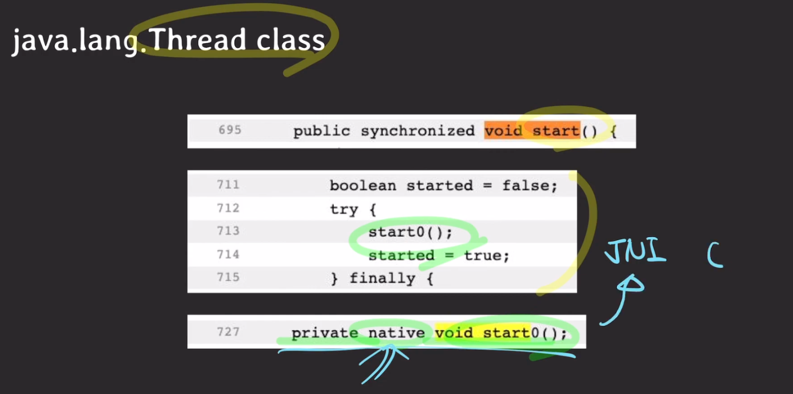 java.lang.Thread class
695 public synchronized void start() {
711 boolean started = false;
712 try {
713 start0();
714 started = true;
715 } finally {
JNI C
727 private native void start0();